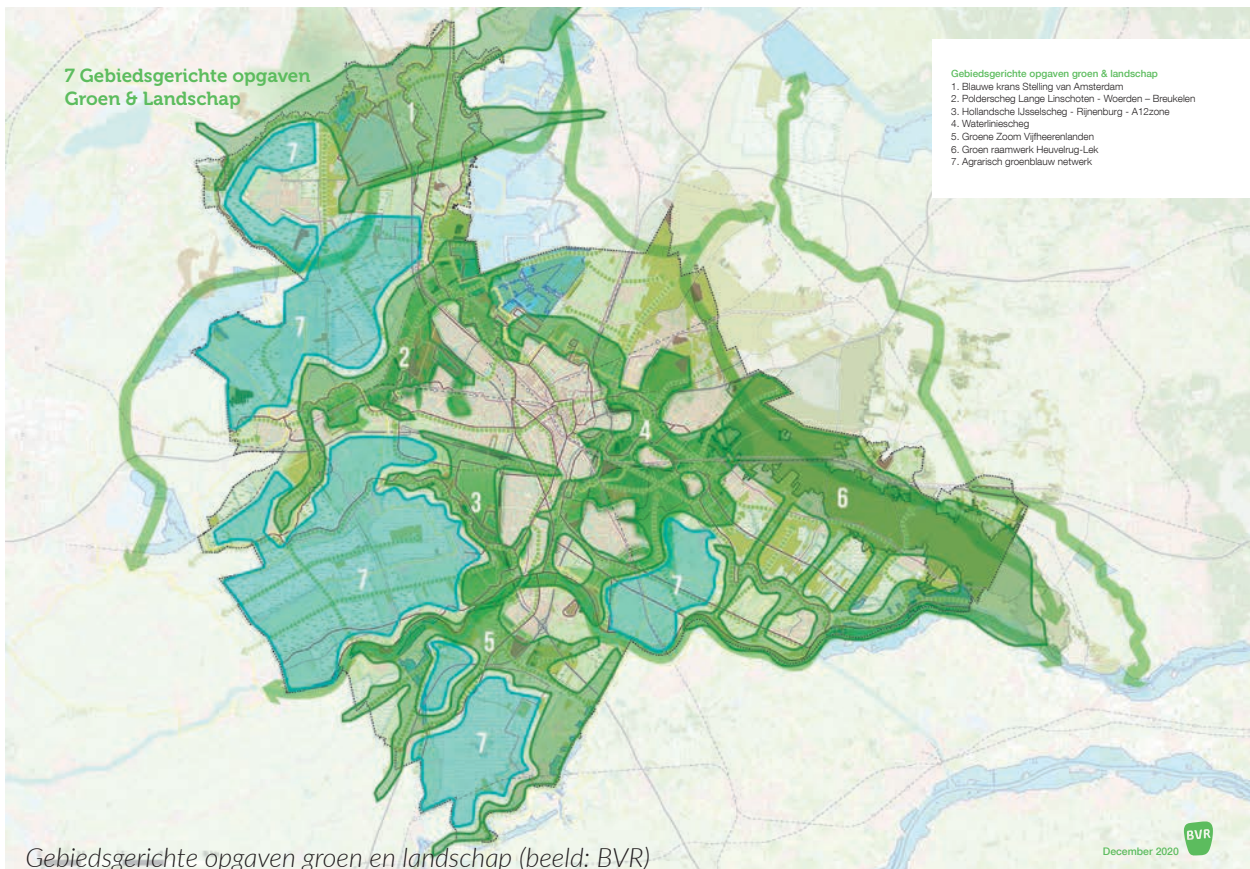 7 Gebiedsgerichte opgaven
Groen & Landschap
Gebiedsgerichte opgaven groen & landschap
1. Blauwe krans Stelling van Amsterdam
2. Polderscheg Lange Linschoten - Woerden – Breukelen
3. Hollandsche IJsselscheg - Rijnenburg - A12zone
4. Waterliniescheg
5. Groene Zoom Vijfheerenlanden
6. Groen raamwerk Heuvelrug-Lek
7. Agrarisch groenblauw netwerk
1
7
7
2
4
3
6
7
7
5
7
Gebiedsgerichte opgaven groen en landschap (beeld: BVR)
December 2020
BVR